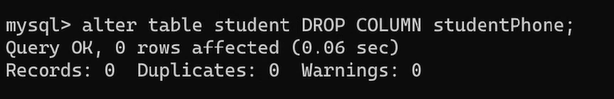 mysql> alter table student DROP COLUMN studentPhone;
Query OK, 0 rows affected (0.06 sec)
Records: 0  Duplicates: 0  Warnings: 0